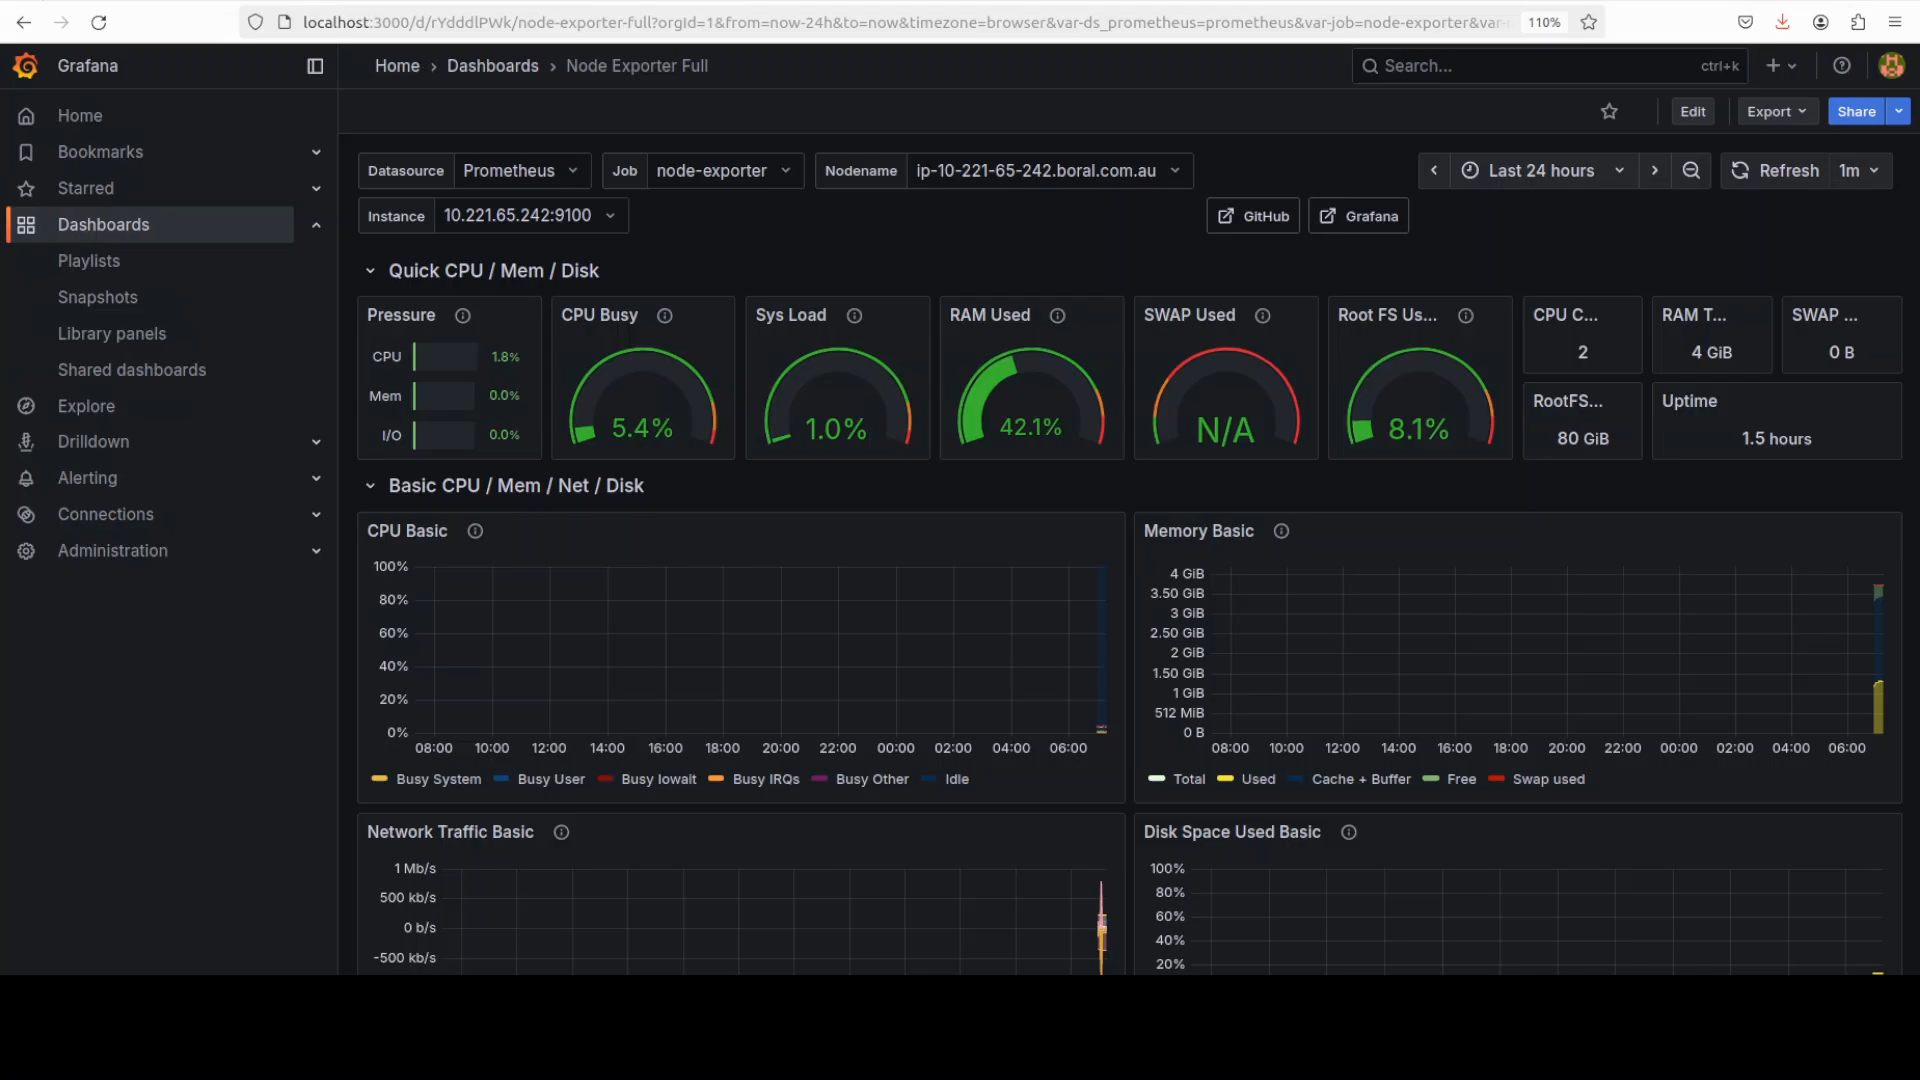 localhost:3000/d/rYdddlPWk/node-exporter-full?orgId=1&from=now-24h&to=now&timezone=browser&var-ds_prometheus=prometheus&var-job=node-exporter&var- 110%
Grafana
Home › Dashboards › Node Exporter Full
Search... ctrl+k
Edit Export Share
Home
Bookmarks
Starred
Dashboards
Playlists
Snapshots
Library panels
Shared dashboards
Explore
Drilldown
Alerting
Connections
Administration
Datasource Prometheus Job node-exporter Nodename ip-10-221-65-242.boral.com.au
Last 24 hours Refresh 1m
Instance 10.221.65.242:9100 GitHub Grafana
Quick CPU / Mem / Disk
Pressure
CPU 1.8%
Mem 0.0%
I/O 0.0%
CPU Busy
5.4%
Sys Load
1.0%
RAM Used
42.1%
SWAP Used
N/A
Root FS Us...
8.1%
CPU C...
2
RAM T...
4 GiB
SWAP ...
0 B
RootFS...
80 GiB
Uptime
1.5 hours
Basic CPU / Mem / Net / Disk
CPU Basic
100%
80%
60%
40%
20%
0%
08:00 10:00 12:00 14:00 16:00 18:00 20:00 22:00 00:00 02:00 04:00 06:00
Busy System Busy User Busy Iowait Busy IRQs Busy Other Idle
Memory Basic
4 GiB
3.50 GiB
3 GiB
2.50 GiB
2 GiB
1.50 GiB
1 GiB
512 MiB
0 B
08:00 10:00 12:00 14:00 16:00 18:00 20:00 22:00 00:00 02:00 04:00 06:00
Total Used Cache + Buffer Free Swap used
Network Traffic Basic
1 Mb/s
500 kb/s
0 b/s
-500 kb/s
Disk Space Used Basic
100%
80%
60%
40%
20%